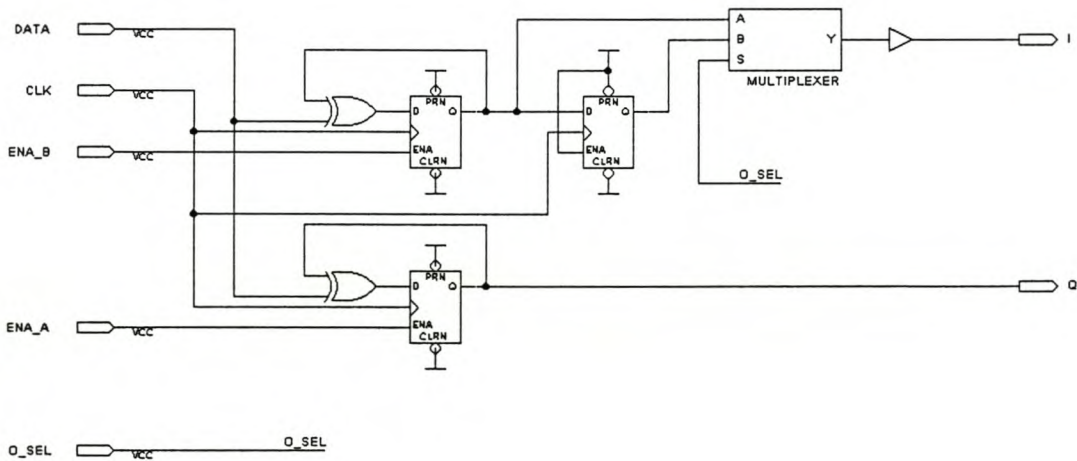 DATA
VCC
CLK
VCC
ENA_B
VCC
PRN
D Q
ENA
CLRN
PRN
D Q
ENA
CLRN
A
B Y
S
MULTIPLEXER
I
O_SEL
PRN
D Q
ENA
CLRN
Q
ENA_A
VCC
O_SEL
VCC
O_SEL